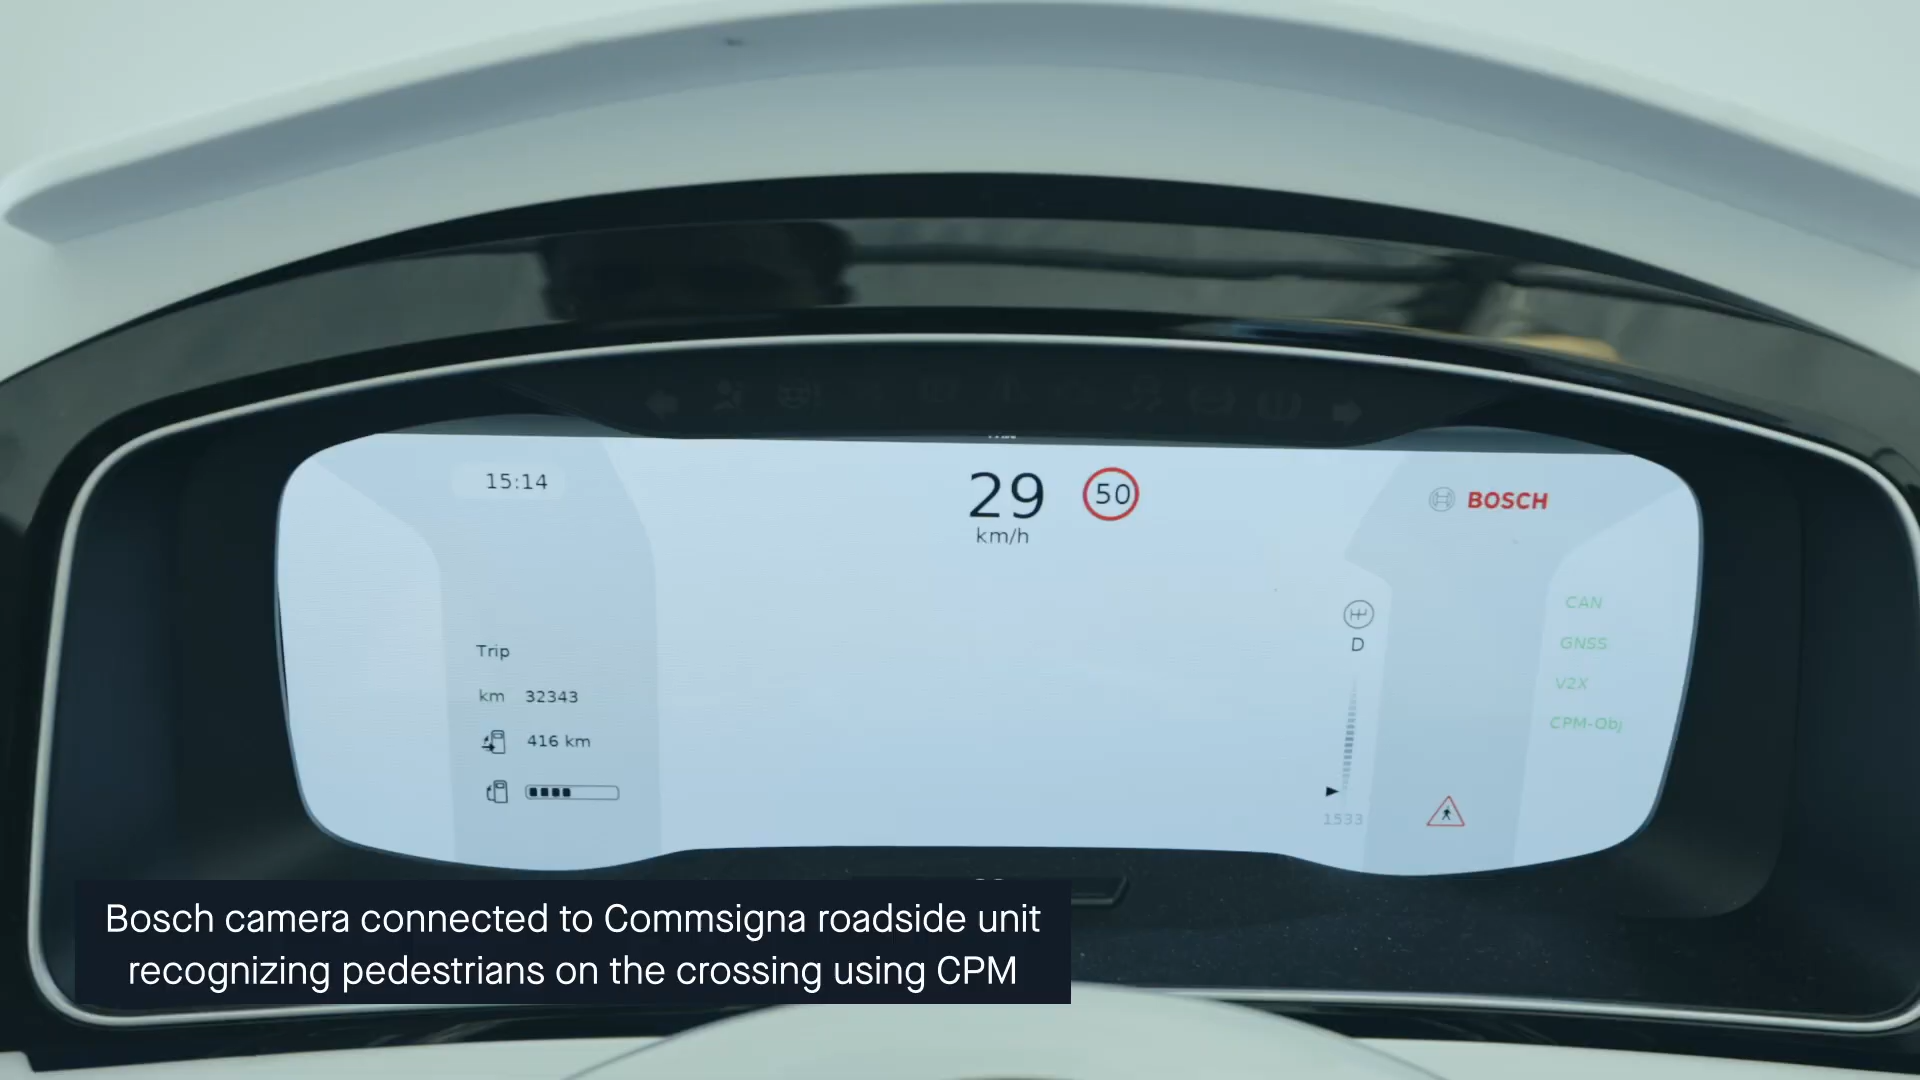 15:14
29
km/h
50
BOSCH
CAN
GNSS
V2X
CPM-Obj
D
Trip
km 32343
416 km
1533
Bosch camera connected to Commsigna roadside unit
recognizing pedestrians on the crossing using CPM